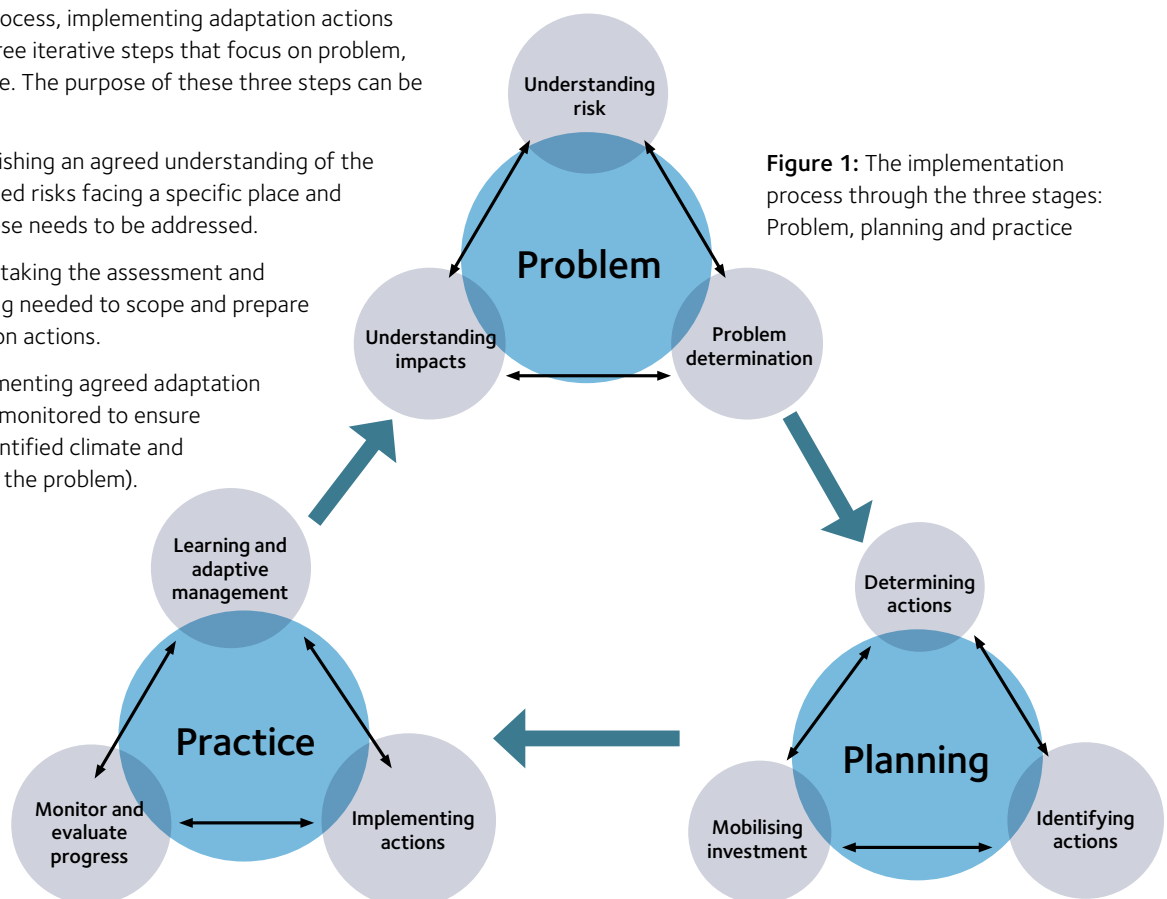 ocess, implementing adaptation actions
ree iterative steps that focus on problem,
e. The purpose of these three steps can be
ishing an agreed understanding of the
ed risks facing a specific place and
se needs to be addressed.
taking the assessment and
g needed to scope and prepare
on actions.
menting agreed adaptation
monitored to ensure
ntified climate and
the problem).
Figure 1: The implementation
process through the three stages:
Problem, planning and practice
Understanding
risk
Problem
Understanding
impacts
Problem
determination
Determining
actions
Planning
Mobilising
investment
Identifying
actions
Learning and
adaptive
management
Practice
Monitor and
evaluate
progress
Implementing
actions